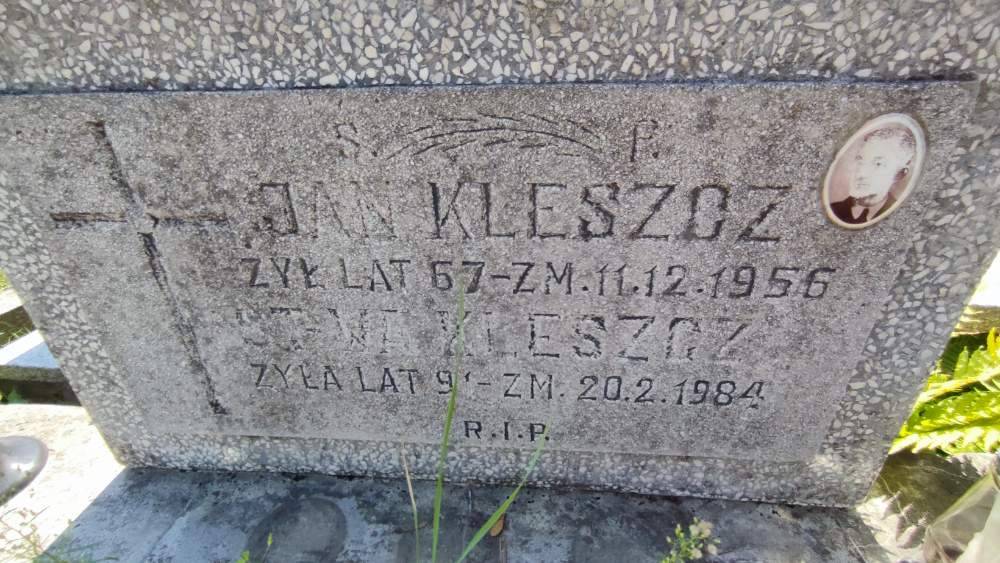 S. P.
JAN KLESZCZ
ŻYŁ LAT 67-ZM.11.12.1956
KLESZCZ
ŻYŁA LAT - ZM. 20.2.1984
R.I.P.